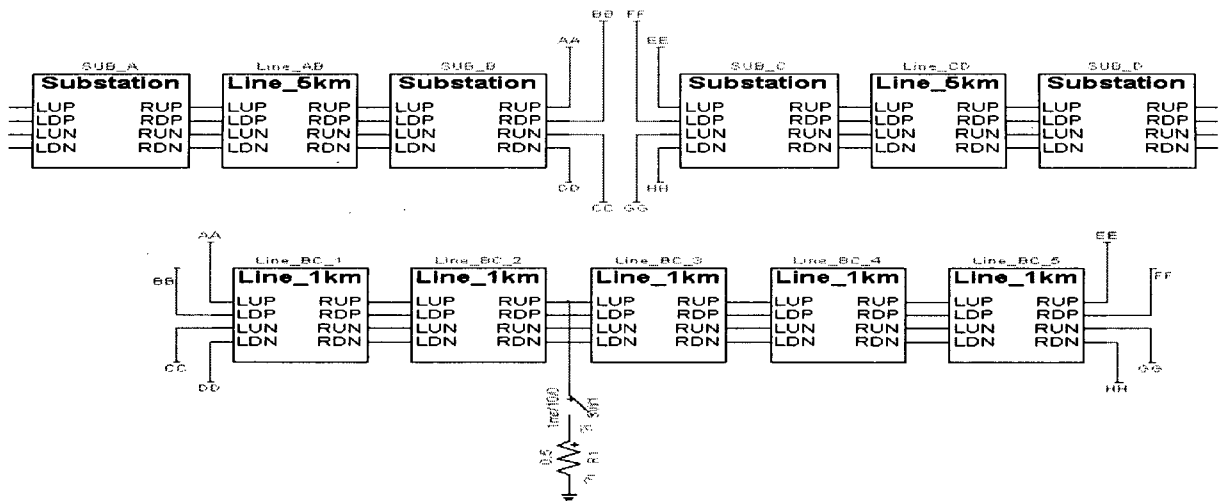 BB FF
AA EE
SUB_A Line_AB SUB_B SUB_C Line_CD SUB_D
Substation Line_5km Substation Substation Line_5km Substation
LUP RUP LUP RUP LUP RUP LUP RUP LUP RUP LUP RUP
LDP RDP LDP RDP LDP RDP LDP RDP LDP RDP LDP RDP
LUN RUN LUN RUN LUN RUN LUN RUN LUN RUN LUN RUN
LDN RDN LDN RDN LDN RDN LDN RDN LDN RDN LDN RDN
DD HH
CC GG
AA EE
Line_BC_1 Line_BC_2 Line_BC_3 Line_BC_4 Line_BC_5
BB Line_1km Line_1km Line_1km Line_1km Line_1km FF
LUP RUP LUP RUP LUP RUP LUP RUP LUP RUP
LDP RDP LDP RDP LDP RDP LDP RDP LDP RDP
LUN RUN LUN RUN LUN RUN LUN RUN LUN RUN
LDN RDN LDN RDN LDN RDN LDN RDN LDN RDN
CC GG
DD HH
R1